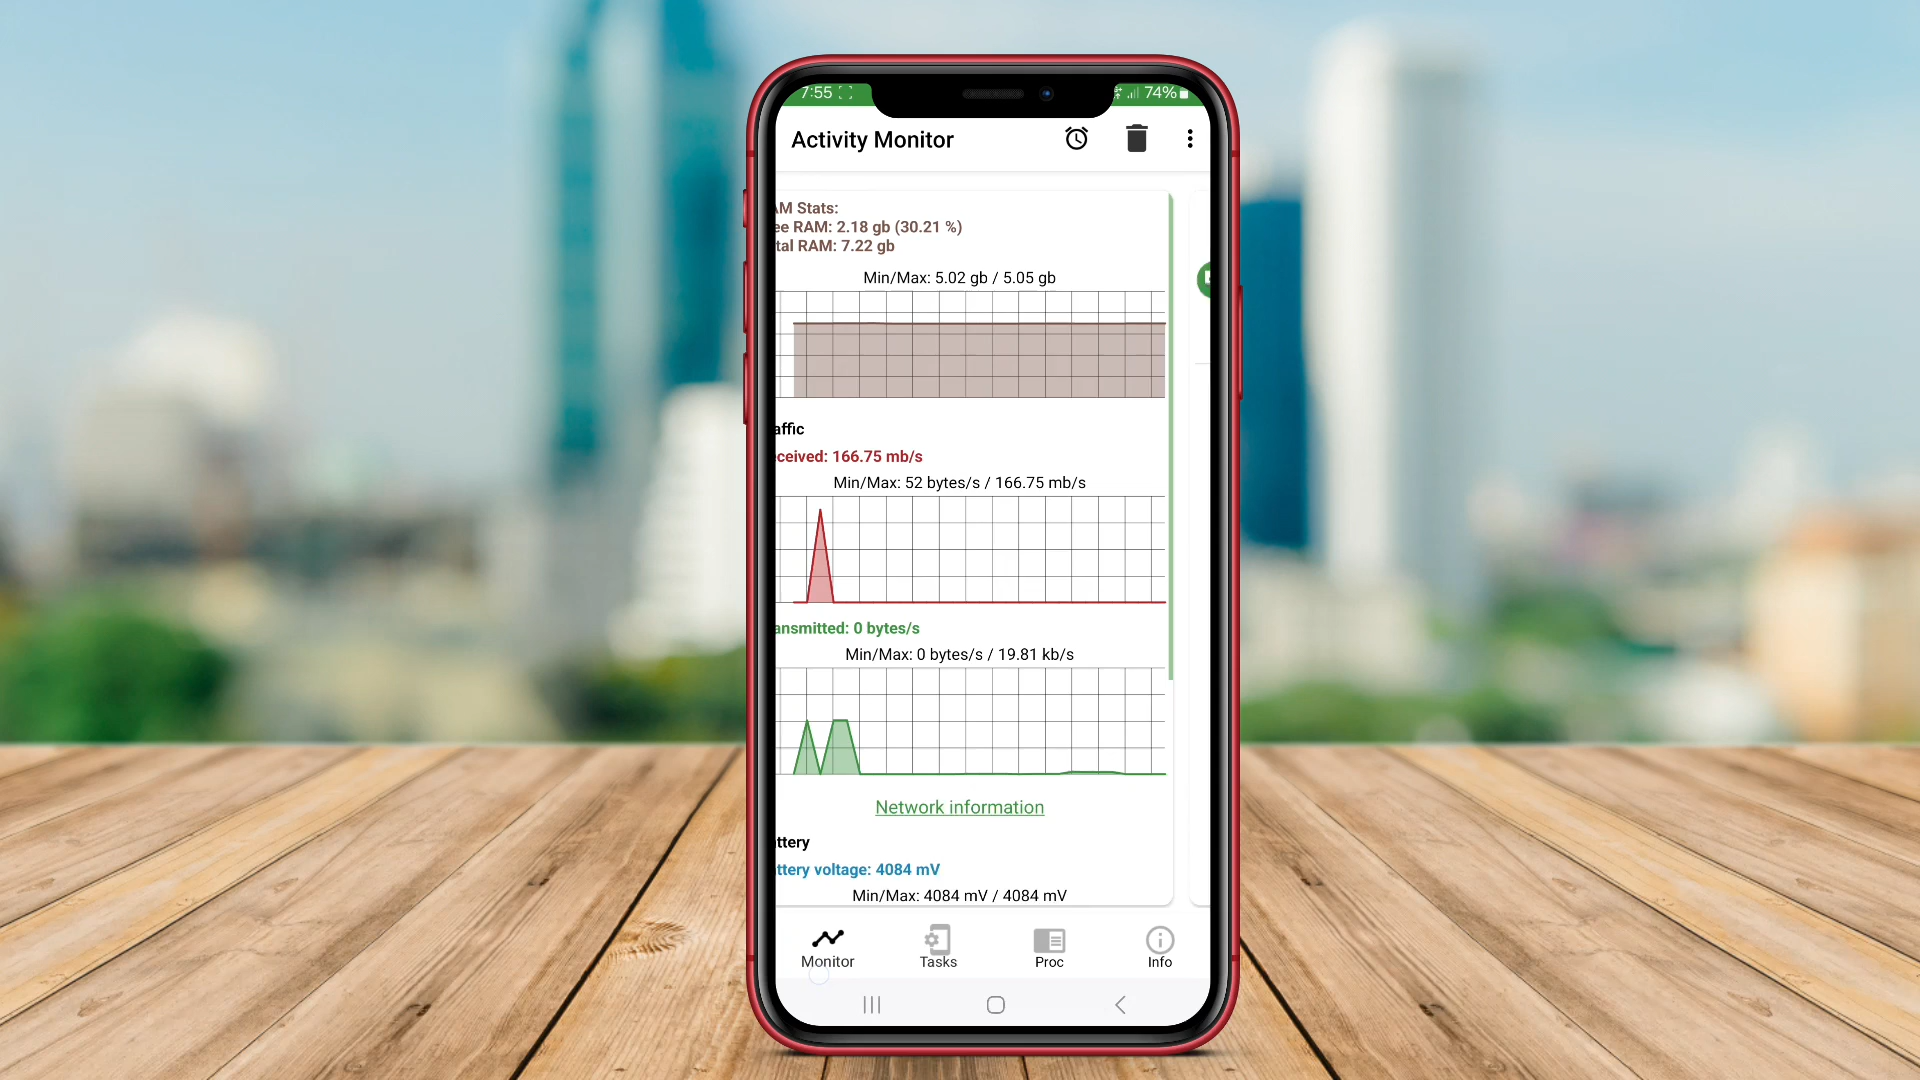 7:55 74%
Activity Monitor
AM Stats:
ee RAM: 2.18 gb (30.21 %)
tal RAM: 7.22 gb
Min/Max: 5.02 gb / 5.05 gb
affic
ceived: 166.75 mb/s
Min/Max: 52 bytes/s / 166.75 mb/s
ansmitted: 0 bytes/s
Min/Max: 0 bytes/s / 19.81 kb/s
Network information
ttery
ttery voltage: 4084 mV
Min/Max: 4084 mV / 4084 mV
Monitor Tasks Proc Info